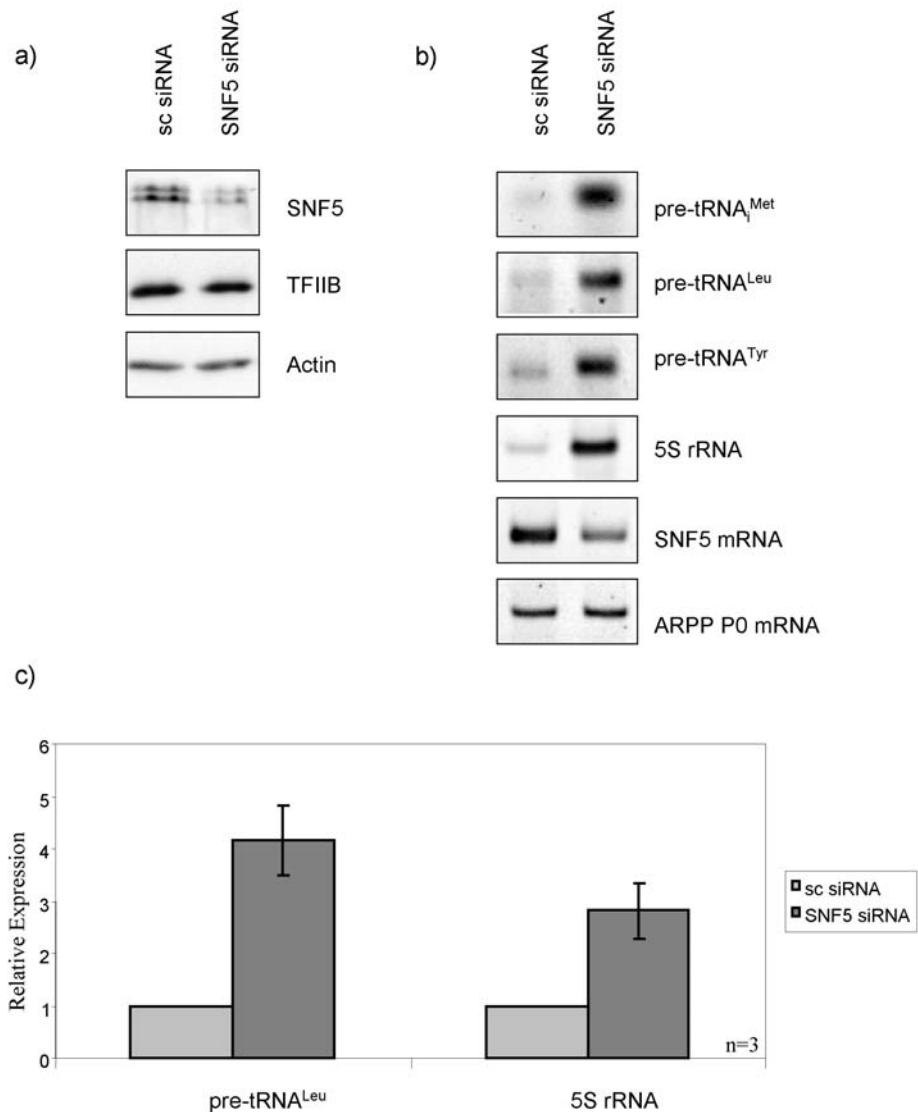 a)
sc siRNA
SNF5 siRNA
SNF5
TFIIB
Actin
b)
sc siRNA
SNF5 siRNA
pre-tRNAiMet
pre-tRNALeu
pre-tRNATyr
5S rRNA
SNF5 mRNA
ARPP P0 mRNA
c)
Relative Expression
6
5
4
3
2
1
0
n=3
pre-tRNALeu
5S rRNA
sc siRNA
SNF5 siRNA